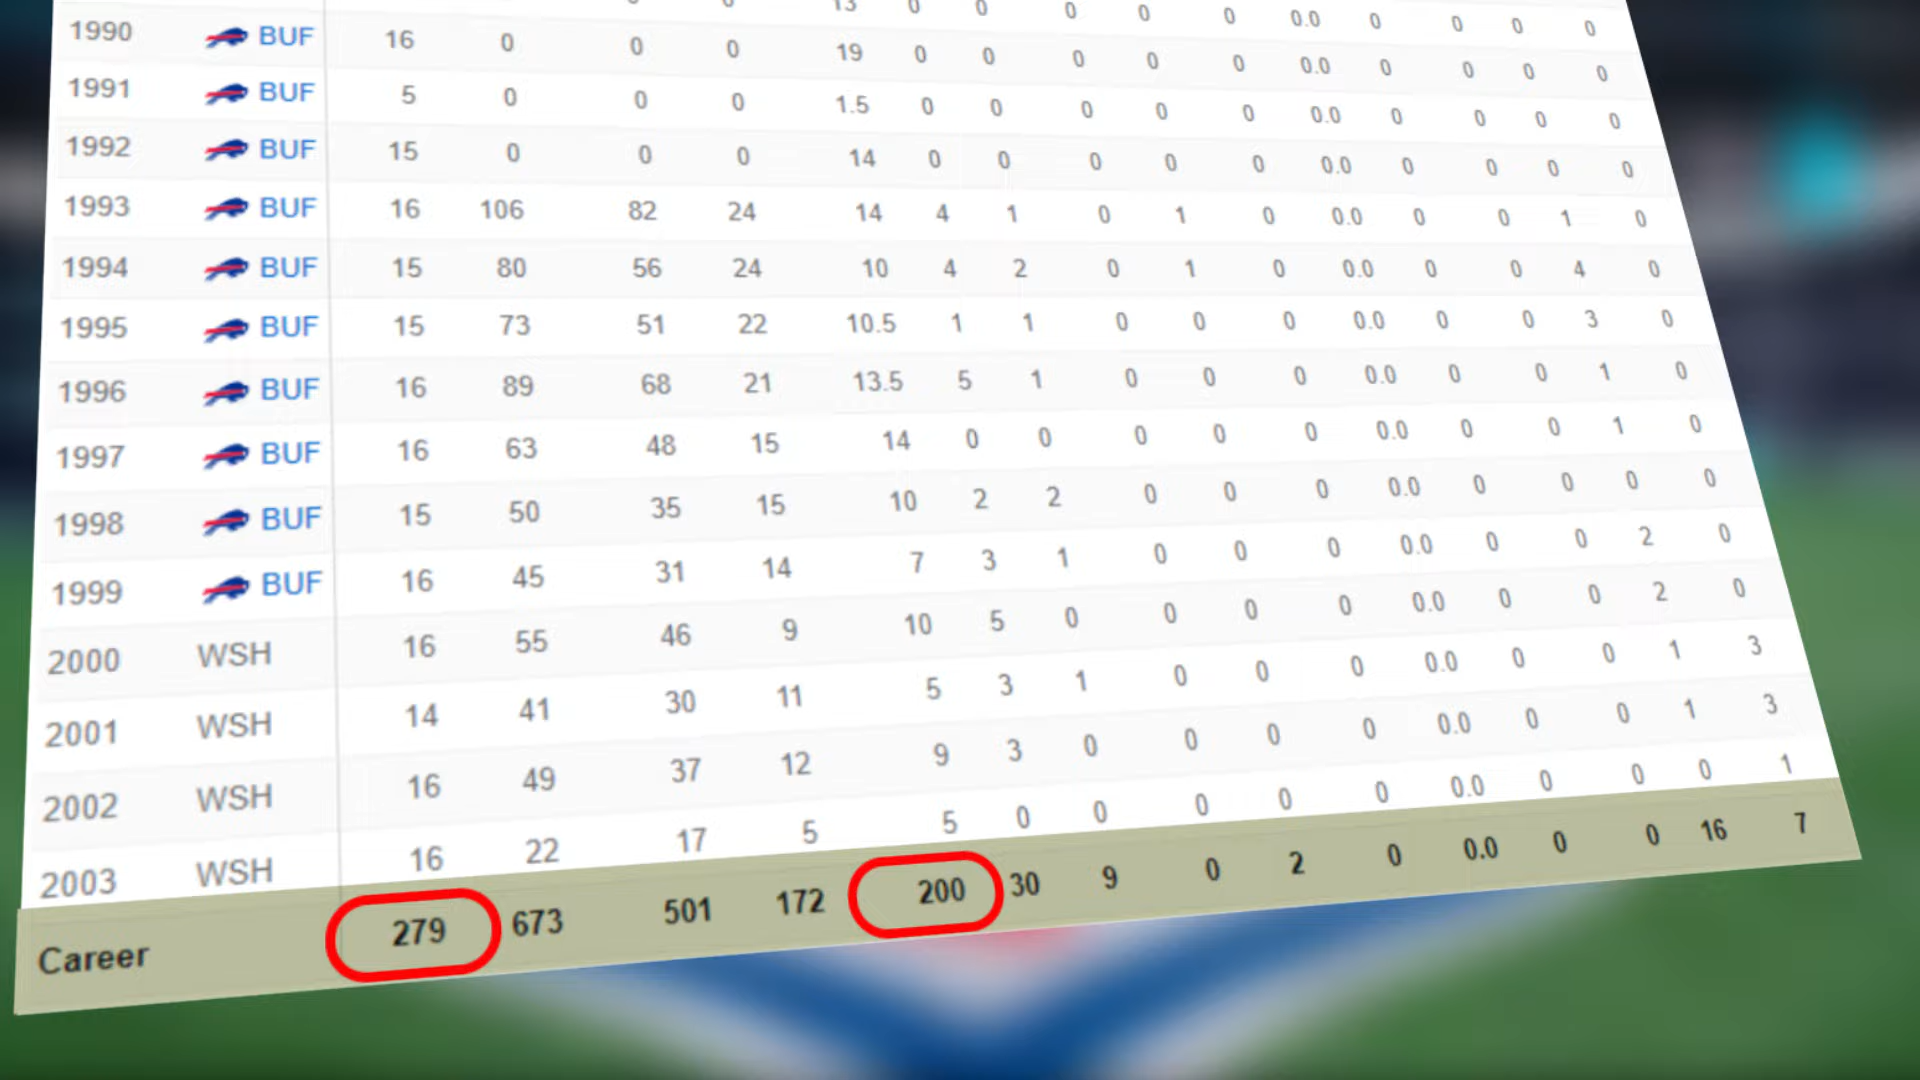 13 0 0 0 0 0 0.0 0 0 0 0
1990 BUF 16 0 0 0 19 0 0 0 0 0 0.0 0 0 0 0
1991 BUF 5 0 0 0 1.5 0 0 0 0 0 0.0 0 0 0 0
1992 BUF 15 0 0 0 14 0 0 0 0 0 0.0 0 0 0 0
1993 BUF 16 106 82 24 14 4 1 0 1 0 0.0 0 0 1 0
1994 BUF 15 80 56 24 10 4 2 0 1 0 0.0 0 0 4 0
1995 BUF 15 73 51 22 10.5 1 1 0 0 0 0.0 0 0 3 0
1996 BUF 16 89 68 21 13.5 5 1 0 0 0 0.0 0 0 1 0
1997 BUF 16 63 48 15 14 0 0 0 0 0 0.0 0 0 1 0
1998 BUF 15 50 35 15 10 2 2 0 0 0 0.0 0 0 0 0
1999 BUF 16 45 31 14 7 3 1 0 0 0 0.0 0 0 2 0
2000 WSH 16 55 46 9 10 5 0 0 0 0 0.0 0 0 2 0
2001 WSH 14 41 30 11 5 3 1 0 0 0 0.0 0 0 1 3
2002 WSH 16 49 37 12 9 3 0 0 0 0 0.0 0 0 1 3
2003 WSH 16 22 17 5 5 0 0 0 0 0 0.0 0 0 0 1
Career 279 673 501 172 200 30 9 0 2 0 0.0 0 0 16 7